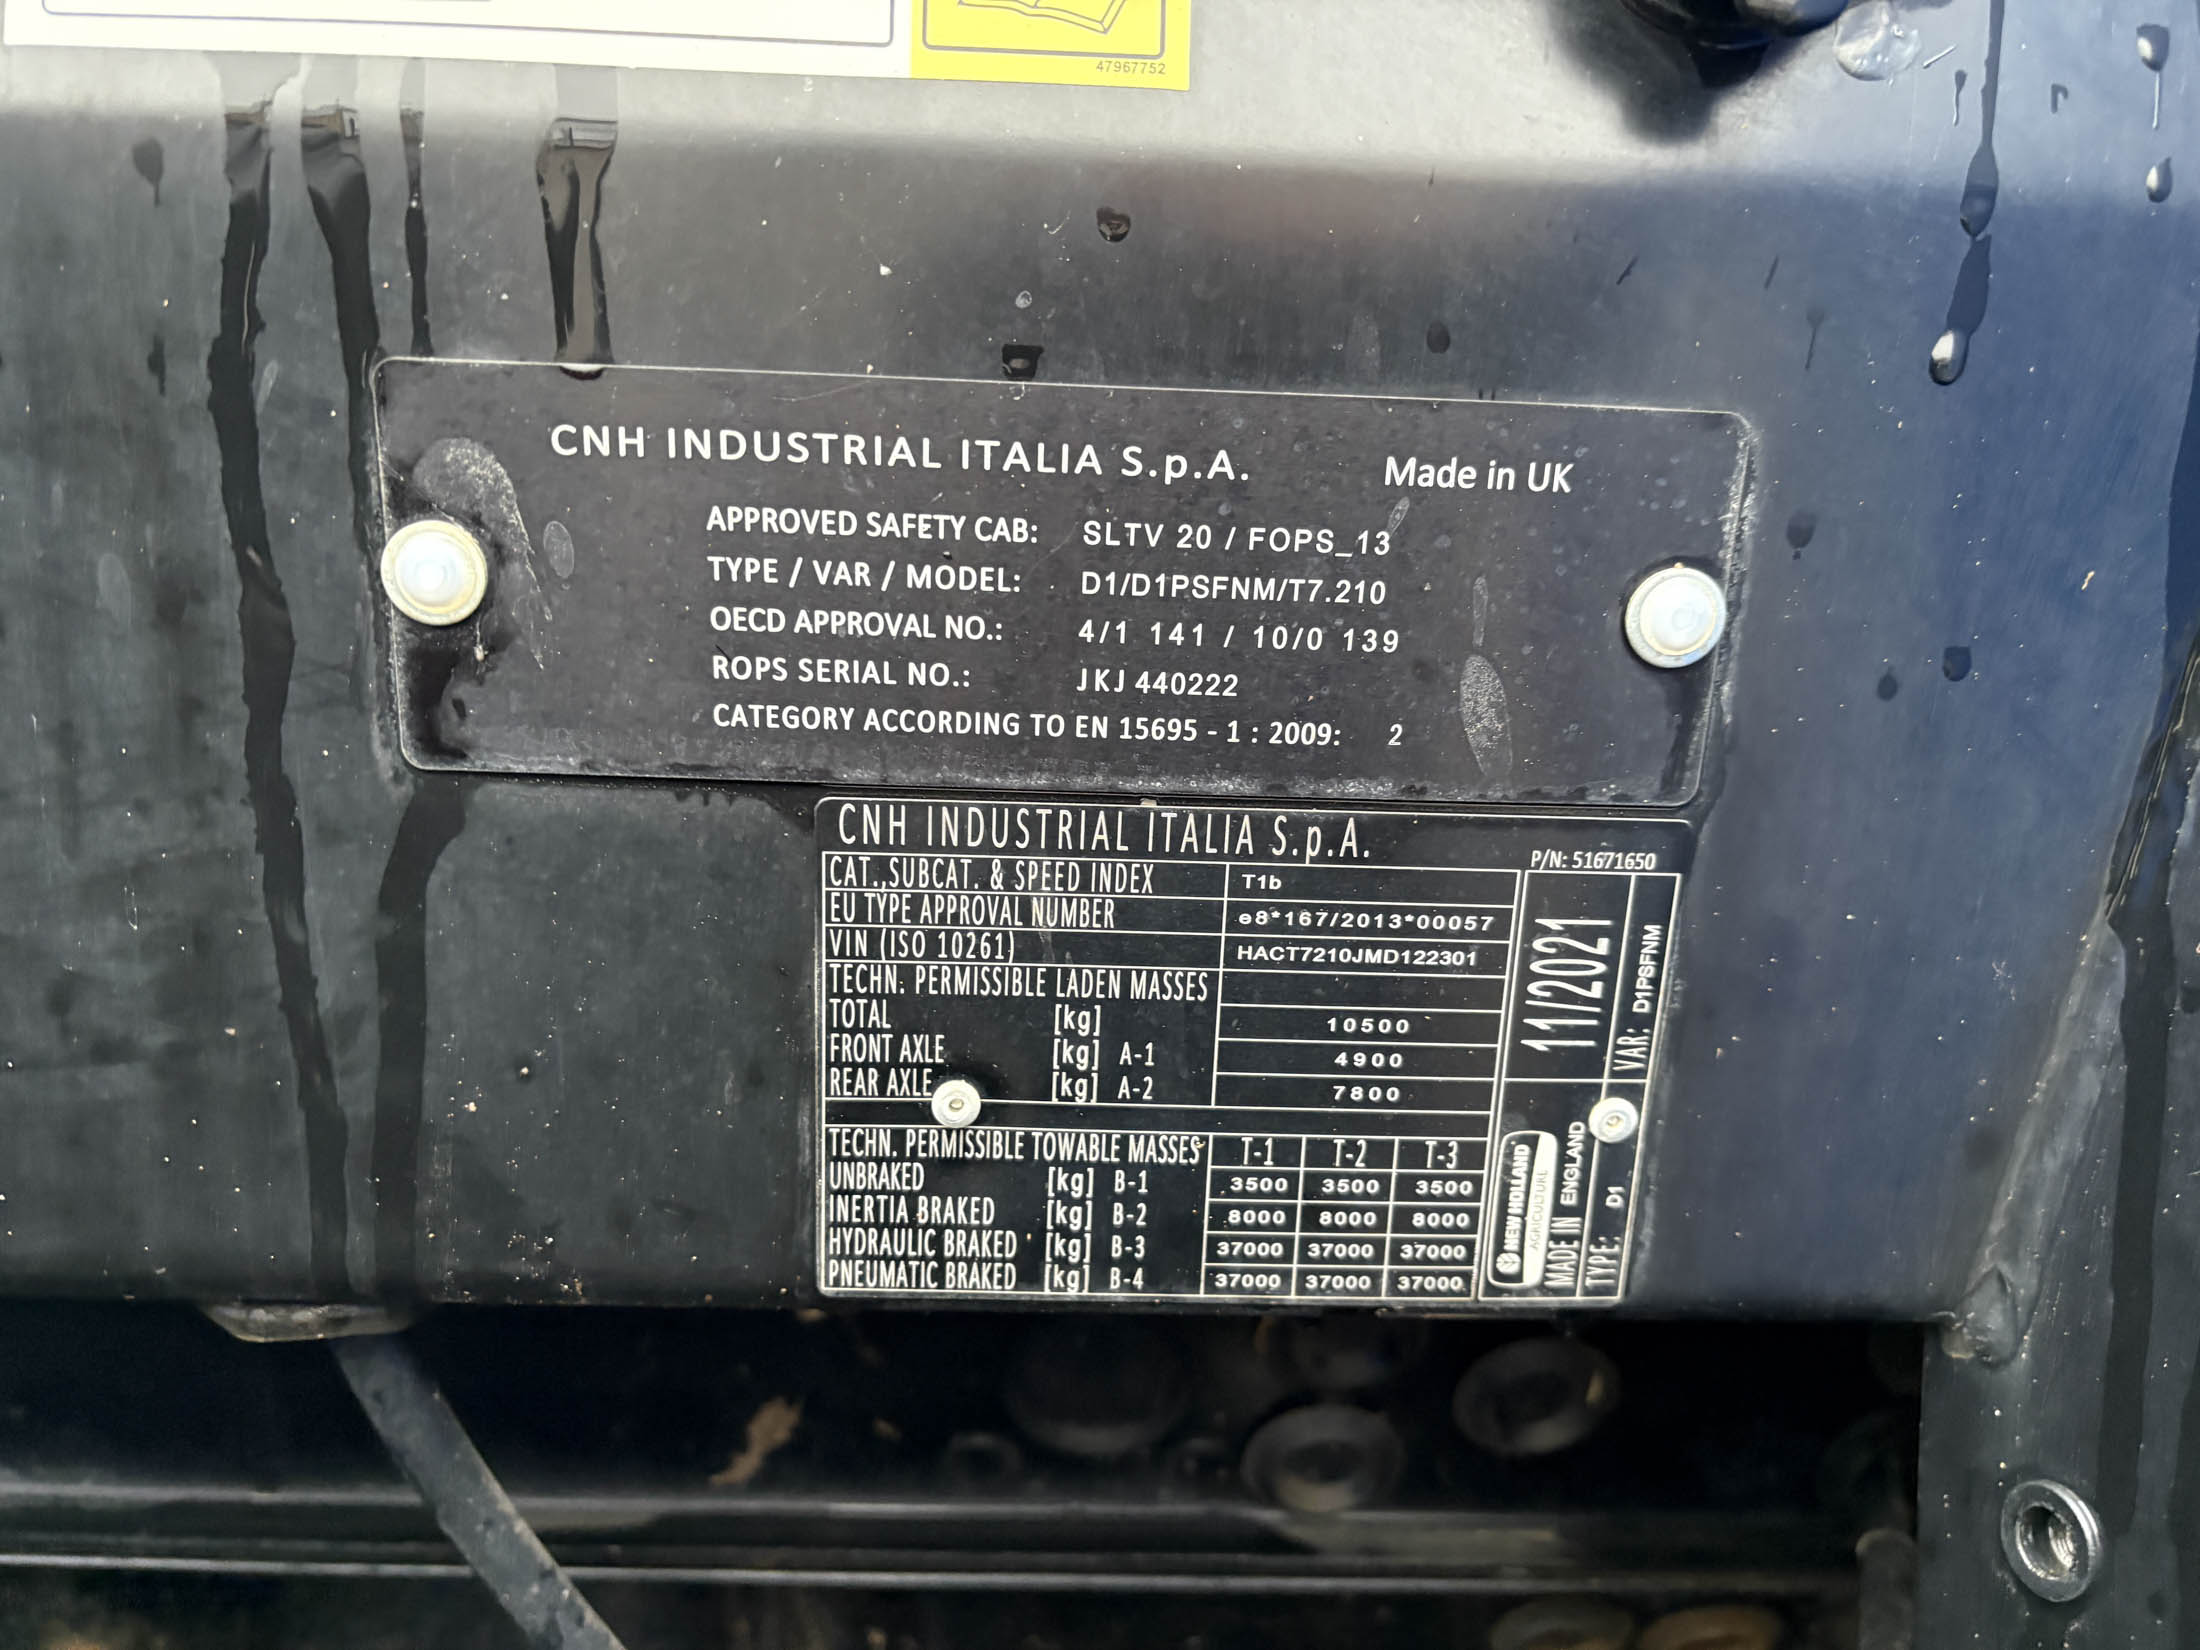 47967752
CNH INDUSTRIAL ITALIA S.p.A. Made in UK
APPROVED SAFETY CAB: SLTV 20 / FOPS_13
TYPE / VAR / MODEL: D1/D1PSFNM/T7.210
OECD APPROVAL NO.: 4/1 141 / 10/0 139
ROPS SERIAL NO.: JKJ 440222
CATEGORY ACCORDING TO EN 15695 - 1 : 2009: 2
CNH INDUSTRIAL ITALIA S.p.A.
P/N: 51671650
CAT.,SUBCAT. & SPEED INDEX T1b
EU TYPE APPROVAL NUMBER e8*167/2013*00057
VIN (ISO 10261) HACT7210JMD122301
TECHN. PERMISSIBLE LADEN MASSES
TOTAL [kg] 10500
FRONT AXLE [kg] A-1 4900
REAR AXLE [kg] A-2 7800
TECHN. PERMISSIBLE TOWABLE MASSES T-1 T-2 T-3
UNBRAKED [kg] B-1 3500 3500 3500
INERTIA BRAKED [kg] B-2 8000 8000 8000
HYDRAULIC BRAKED [kg] B-3 37000 37000 37000
PNEUMATIC BRAKED [kg] B-4 37000 37000 37000
11/2021
VAR: D1PSFNM
NEW HOLLAND
AGRICULTURE
MADE IN ENGLAND
TYPE: D1